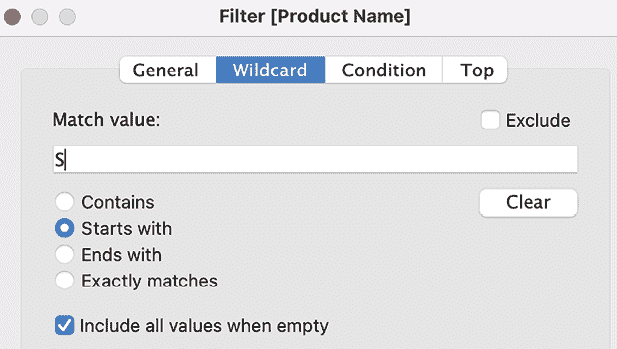 Filter [Product Name]
General Wildcard Condition Top
Match value: Exclude
S
Contains Clear
Starts with
Ends with
Exactly matches
Include all values when empty